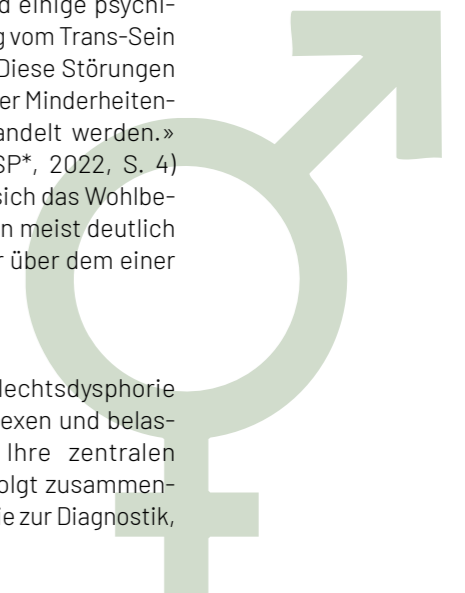 d einige psychi-
g vom Trans-Sein
Diese Störungen
er Minderheiten-
andelt werden.»
SP*, 2022, S. 4)
sich das Wohlbe-
n meist deutlich
r über dem einer
lechtsdysphorie
exen und belas-
Ihre zentralen
olgt zusammen-
ie zur Diagnostik,